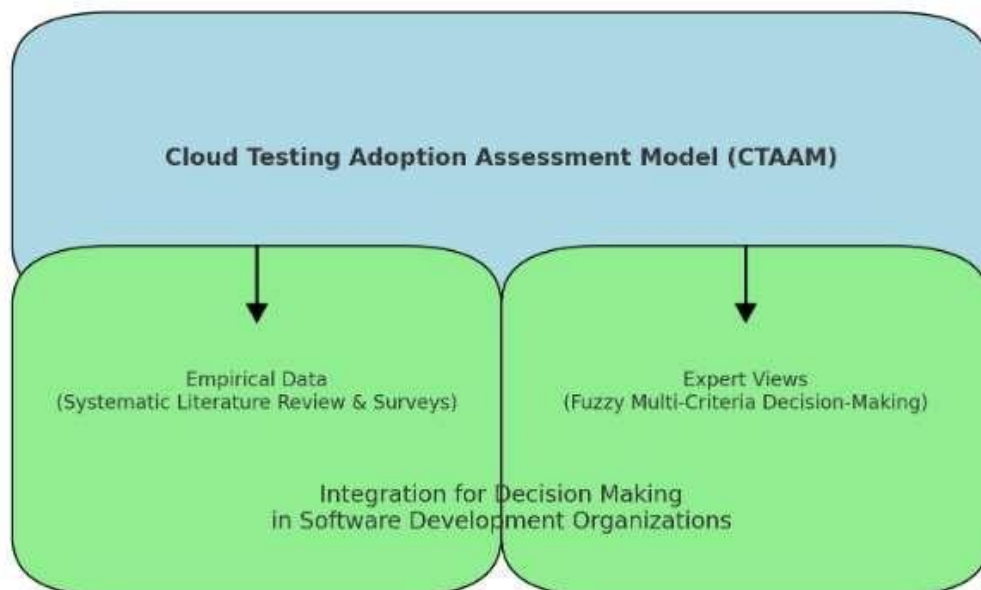 Cloud Testing Adoption Assessment Model (CTAAM)
Empirical Data
(Systematic Literature Review & Surveys)
Expert Views
(Fuzzy Multi-Criteria Decision-Making)
Integration for Decision Making
in Software Development Organizations